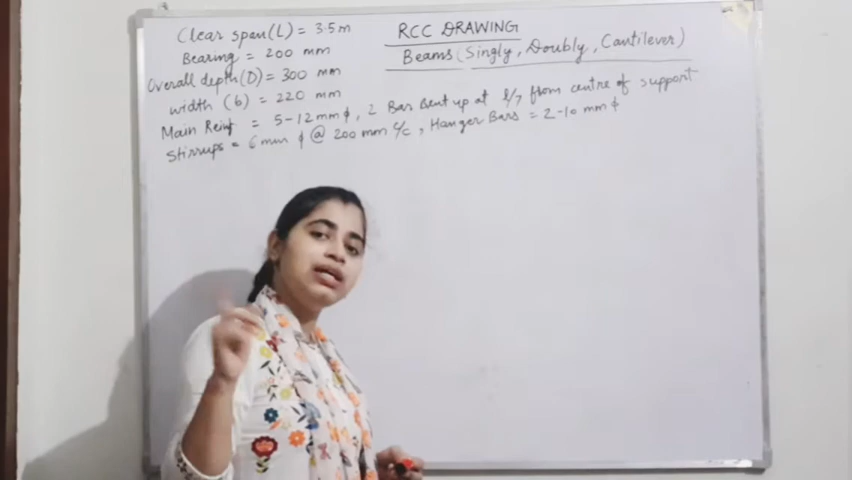 RCC DRAWING
Beams (Singly, Doubly, Cantilever)
Clear span (L) = 3.5 m
Bearing = 200 mm
Overall depth (D) = 300 mm
width (b) = 220 mm
Main Reinf = 5-12 mm ϕ, 2 Bar Bent up at l/7 from centre of support
Stirrups = 6 mm ϕ @ 200 mm c/c, Hanger Bars = 2-10 mm ϕ